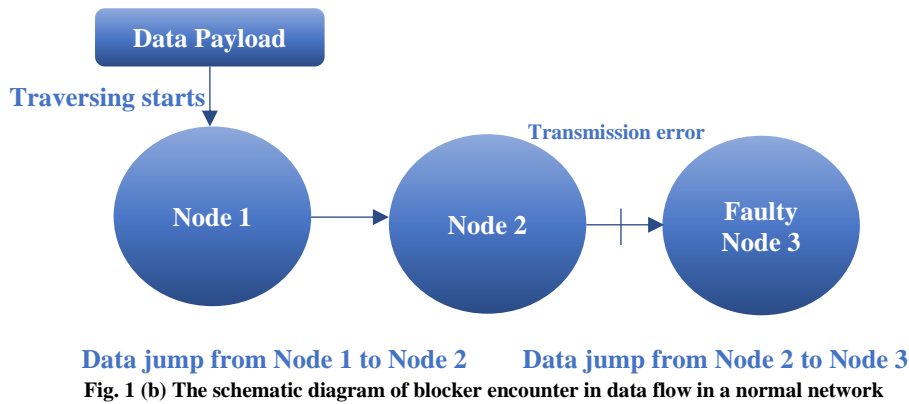 Data Payload
Traversing starts
Transmission error
Node 1
Node 2
Faulty
Node 3
Data jump from Node 1 to Node 2
Data jump from Node 2 to Node 3
Fig. 1 (b) The schematic diagram of blocker encounter in data flow in a normal network